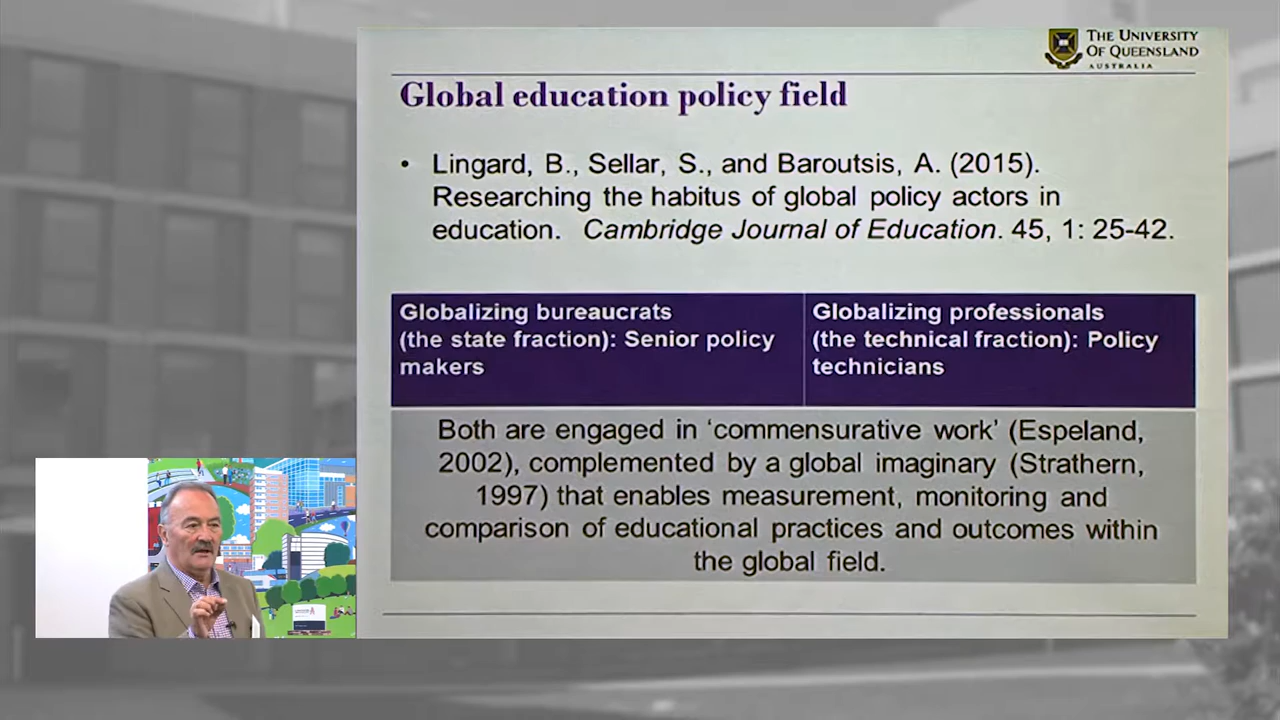 THE UNIVERSITY
OF QUEENSLAND
AUSTRALIA
Global education policy field
• Lingard, B., Sellar, S., and Baroutsis, A. (2015).
Researching the habitus of global policy actors in
education. Cambridge Journal of Education. 45, 1: 25-42.
Globalizing bureaucrats
(the state fraction): Senior policy
makers
Globalizing professionals
(the technical fraction): Policy
technicians
Both are engaged in ‘commensurative work’ (Espeland,
2002), complemented by a global imaginary (Strathern,
1997) that enables measurement, monitoring and
comparison of educational practices and outcomes within
the global field.